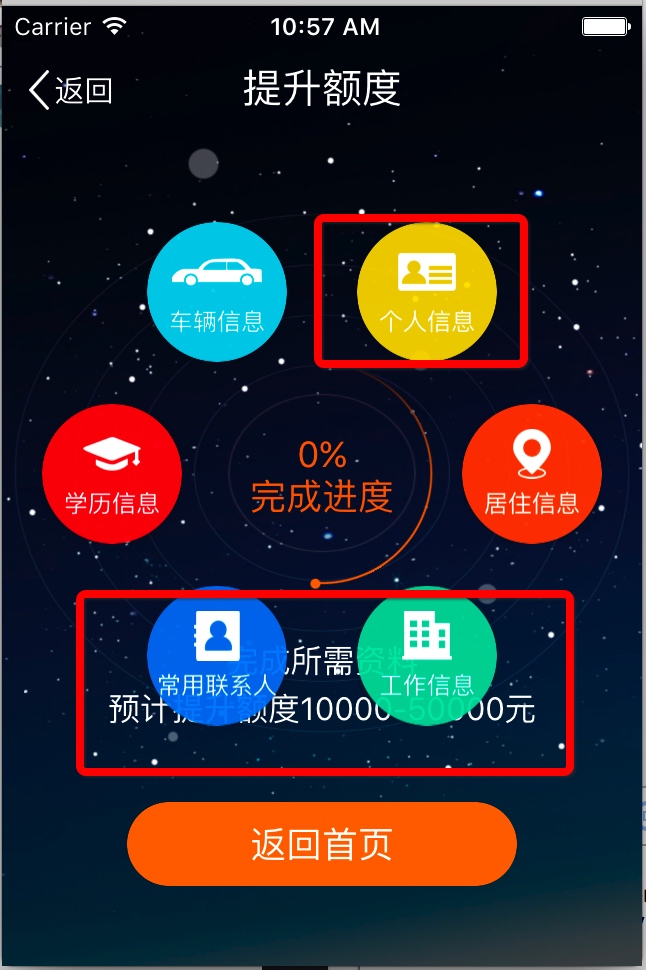 Carrier 10:57 AM
返回 提升额度
车辆信息 个人信息
0%
完成进度
学历信息 居住信息
完成所需资料
常用联系人 工作信息
预计提升额度10000-50000元
返回首页